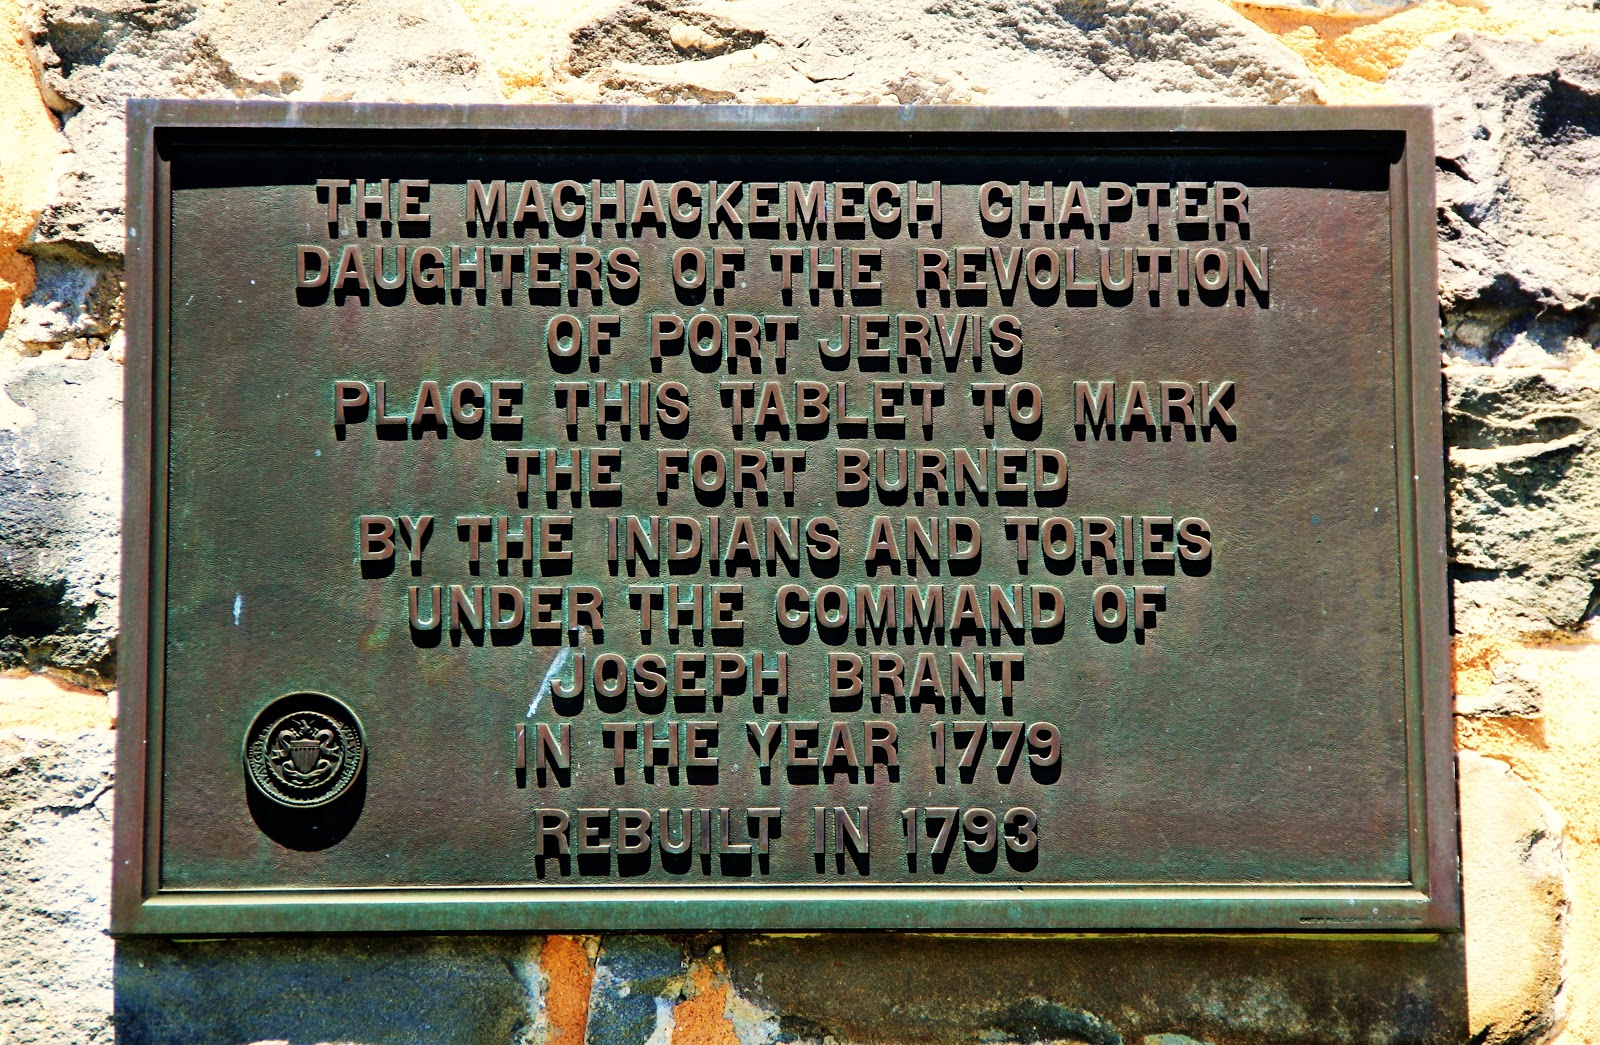 THE MACHACKEMECH CHAPTER
DAUGHTERS OF THE REVOLUTION
OF PORT JERVIS
PLACE THIS TABLET TO MARK
THE FORT BURNED
BY THE INDIANS AND TORIES
UNDER THE COMMAND OF
JOSEPH BRANT
IN THE YEAR 1779
REBUILT IN 1793